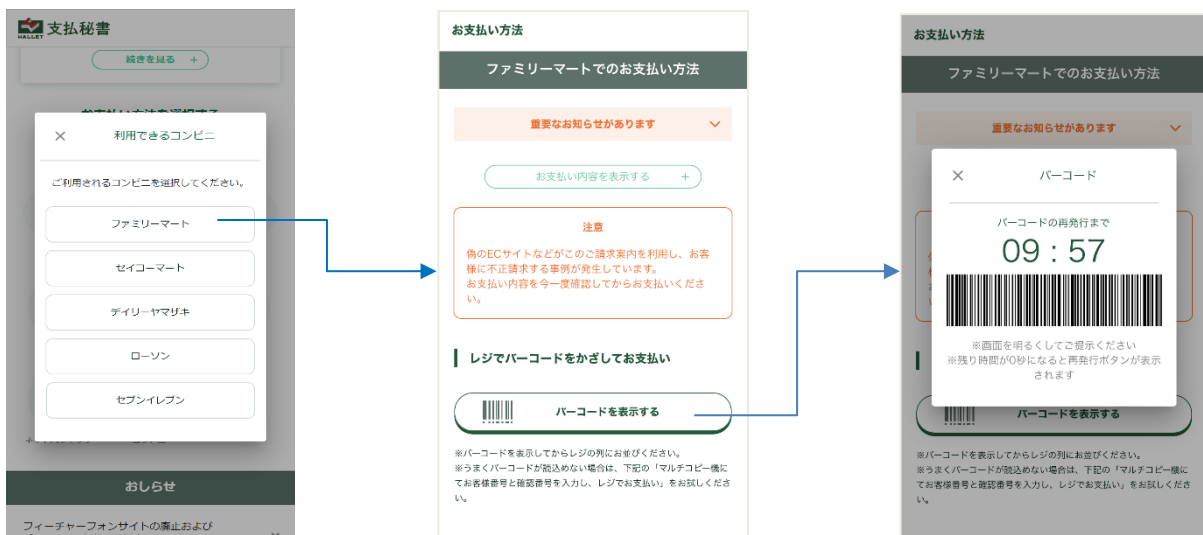 WALLET
支払秘書
続きを見る +
お支払い方法を選択する
× 利用できるコンビニ
ご利用されるコンビニを選択してください。
ファミリーマート
セイコーマート
デイリーヤマザキ
ローソン
セブンイレブン
おしらせ
フィーチャーフォンサイトの廃止および
お支払い方法
ファミリーマートでのお支払い方法
重要なお知らせがあります
お支払い内容を表示する +
注意
偽のECサイトなどがこのご請求案内を利用し、お客
様に不正請求する事例が発生しています。
お支払い内容を今一度確認してからお支払いくださ
い。
レジでバーコードをかざしてお支払い
バーコードを表示する
※バーコードを表示してからレジの列にお並びください。
※うまくバーコードが読込めない場合は、下記の「マルチコピー機に
てお客様番号と確認番号を入力し、レジでお支払い」をお試しくださ
い。
お支払い方法
ファミリーマートでのお支払い方法
重要なお知らせがあります
× バーコード
バーコードの再発行まで
09 : 57
※画面を明るくしてご提示ください
※残り時間が0秒になると再発行ボタンが表示
されます
バーコードを表示する
※バーコードを表示してからレジの列にお並びください。
※うまくバーコードが読込めない場合は、下記の「マルチコピー機に
てお客様番号と確認番号を入力し、レジでお支払い」をお試しくださ
い。